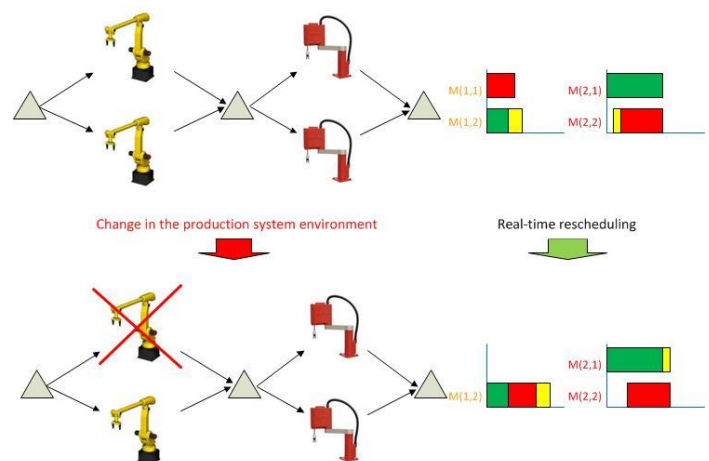 M(1,1)
M(1,2)
M(2,1)
M(2,2)
Change in the production system environment
Real-time rescheduling
M(1,2)
M(2,1)
M(2,2)